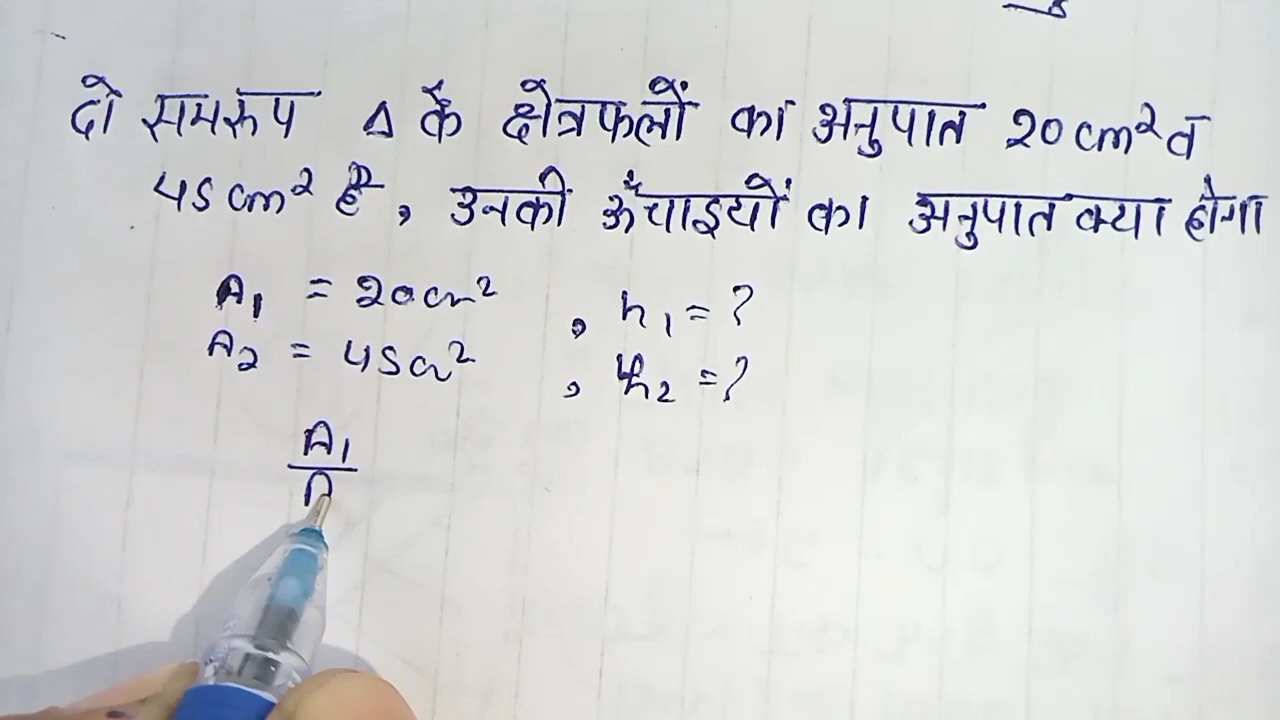 दो समरुप Δ के क्षेत्रफलों का अनुपात 20 cm² व
45 cm² है, उनकी ऊँचाइयों का अनुपात क्या होगा
A₁ = 20cm² , h₁ = ?
A₂ = 45cm² , h₂ = ?
A₁